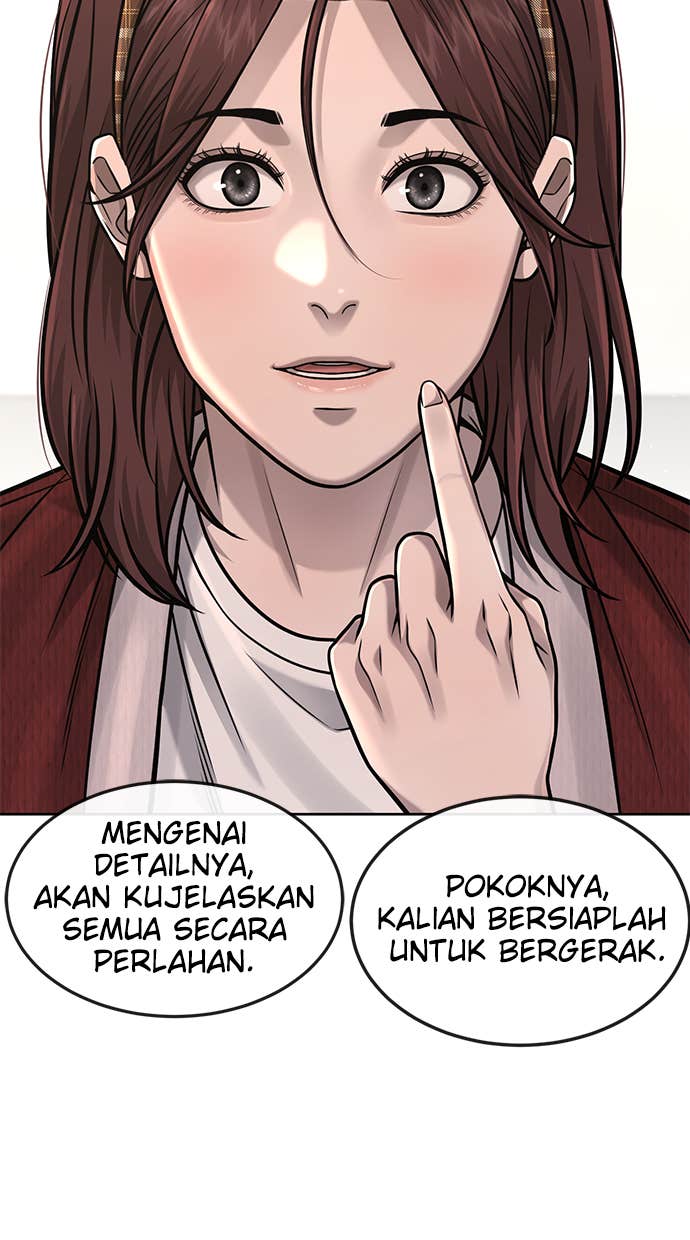 MENGENAI
DETAILNYA,
AKAN KUJELASKAN
SEMUA SECARA
PERLAHAN.
POKOKNYA,
KALIAN BERSIAPLAH
UNTUK BERGERAK.